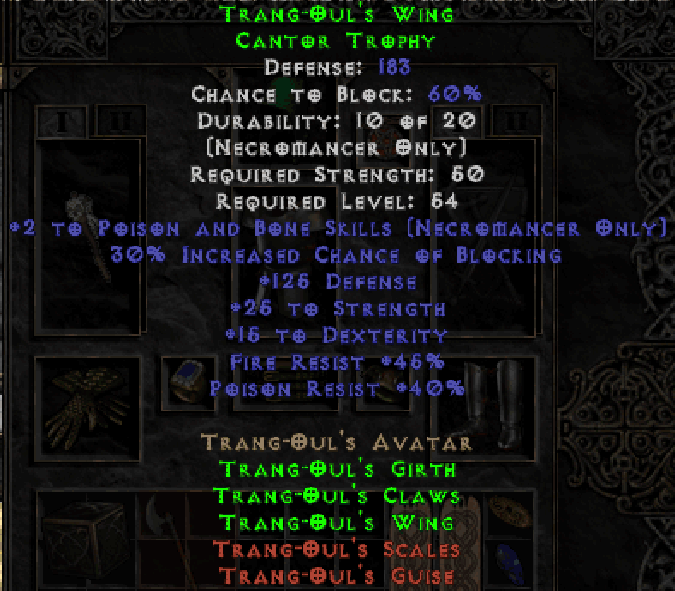 Trang-Oul's Wing
Cantor Trophy
Defense: 183
Chance to Block: 60%
Durability: 10 of 20
I II
II
(Necromancer Only)
Required Strength: 50
Required Level: 54
+2 to Poison and Bone Skills (Necromancer Only)
30% Increased Chance of Blocking
+125 Defense
+25 to Strength
+15 to Dexterity
Fire Resist +45%
Poison Resist +40%
Trang-Oul's Avatar
Trang-Oul's Girth
Trang-Oul's Claws
Trang-Oul's Wing
Trang-Oul's Scales
Trang-Oul's Guise